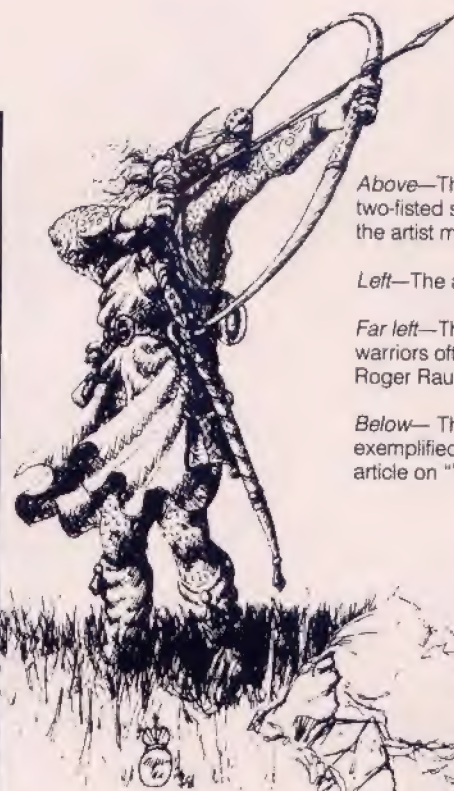 Above—Th
two-fisted s
the artist m
Left—The a
Far left—Th
warriors oft
Roger Rau
Below— Th
exemplified
article on "